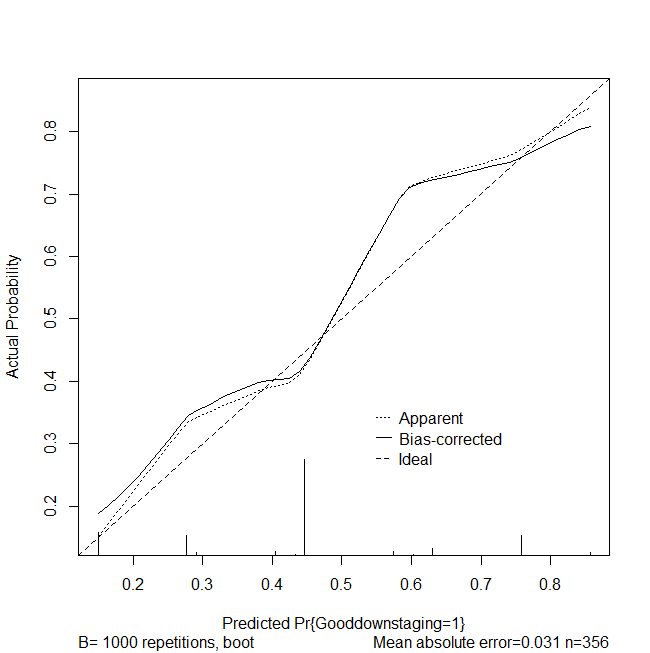 0.8
0.7
0.6
0.5
0.4
0.3
0.2
Actual Probability
Apparent
Bias-corrected
Ideal
0.2 0.3 0.4 0.5 0.6 0.7 0.8
Predicted Pr{Gooddownstaging=1}
B= 1000 repetitions, boot Mean absolute error=0.031 n=356